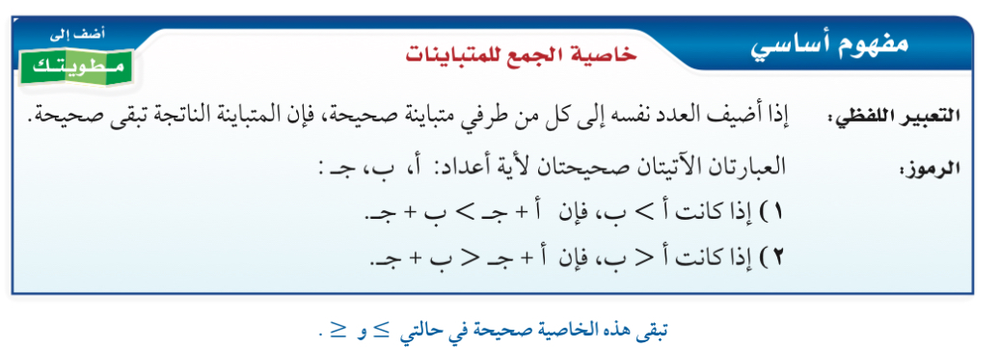 مفهوم أساسي
خاصية الجمع للمتباينات
أضف إلى
مطويتك
التعبير اللفظي: إذا أضيف العدد نفسه إلى كل من طرفي متباينة صحيحة، فإن المتباينة الناتجة تبقى صحيحة.
الرموز: العبارتان الآتيتان صحيحتان لأية أعداد: أ، ب، جـ :
١) إذا كانت أ > ب، فإن أ + جـ > ب + جـ.
٢) إذا كانت أ < ب، فإن أ + جـ < ب + جـ.
تبقى هذه الخاصية صحيحة في حالتي ≥ و ≤ .